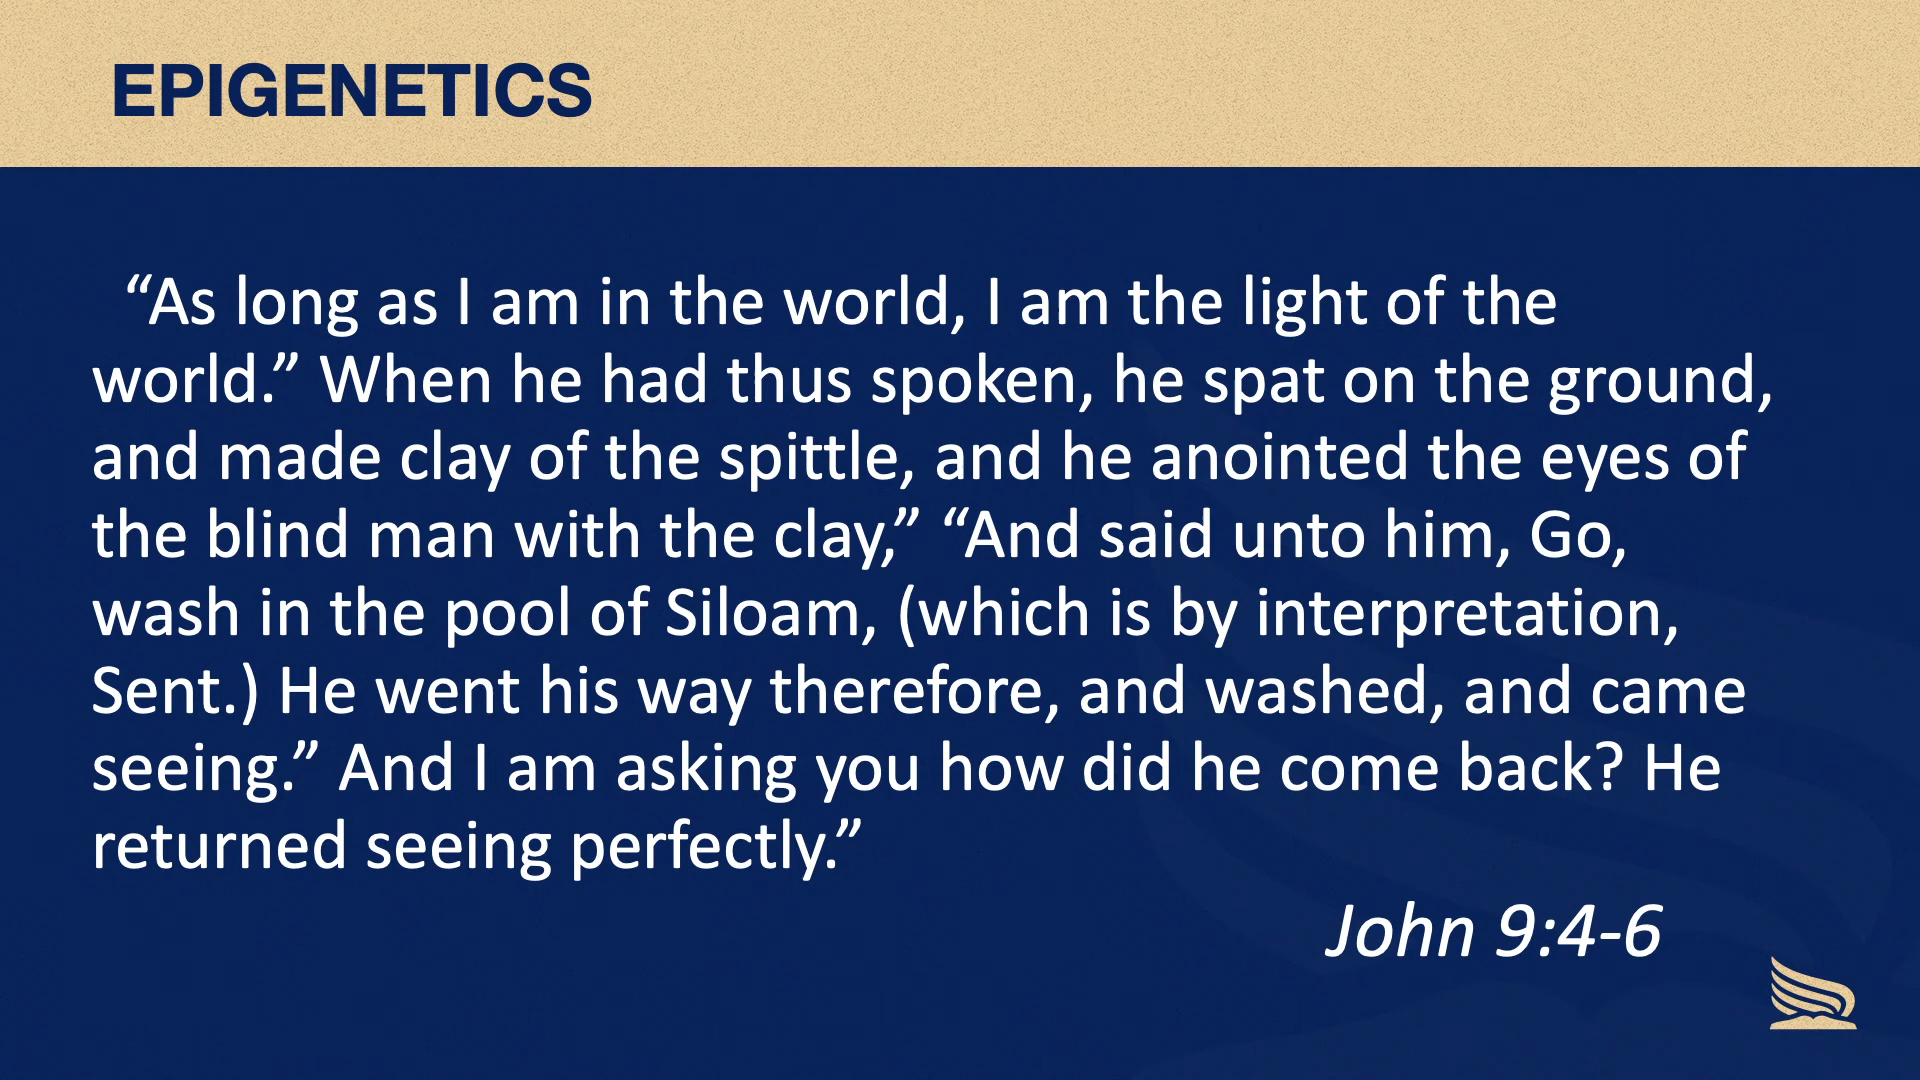 EPIGENETICS
“As long as I am in the world, I am the light of the
world.” When he had thus spoken, he spat on the ground,
and made clay of the spittle, and he anointed the eyes of
the blind man with the clay,” “And said unto him, Go,
wash in the pool of Siloam, (which is by interpretation,
Sent.) He went his way therefore, and washed, and came
seeing.” And I am asking you how did he come back? He
returned seeing perfectly.”
John 9:4-6